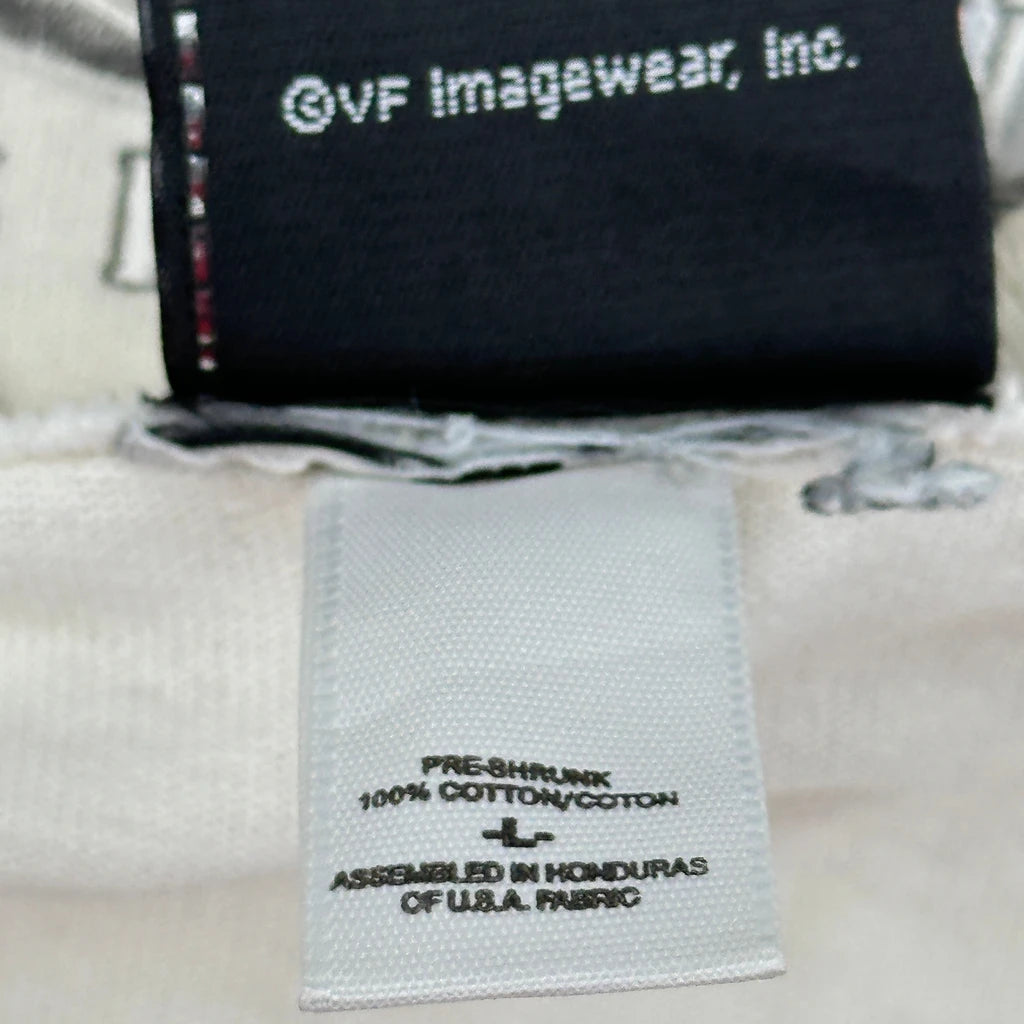 ©VF Imagewear, Inc.
PRE-SHRUNK
100% COTTON/COTON
-L-
ASSEMBLED IN HONDURAS
OF U.S.A. FABRIC